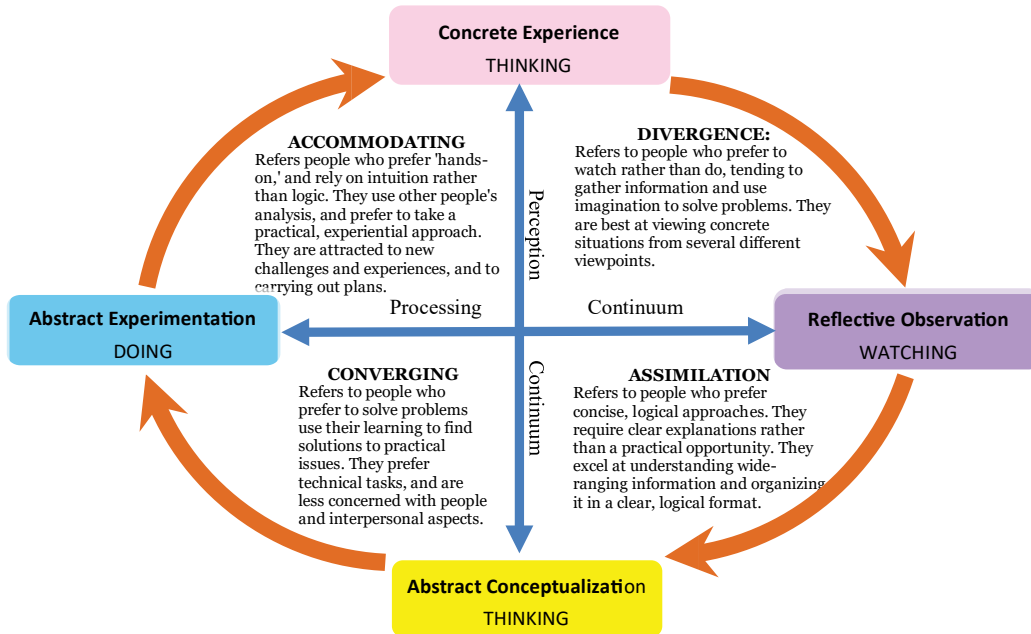 Concrete Experience
THINKING
ACCOMMODATING
Refers people who prefer 'hands-
on,' and rely on intuition rather
than logic. They use other people's
analysis, and prefer to take a
practical, experiential approach.
They are attracted to new
challenges and experiences, and to
carrying out plans.
DIVERGENCE:
Refers to people who prefer to
watch rather than do, tending to
gather information and use
imagination to solve problems. They
are best at viewing concrete
situations from several different
viewpoints.
Perception
Continuum
Processing
Continuum
Abstract Experimentation
DOING
Reflective Observation
WATCHING
CONVERGING
Refers to people who
prefer to solve problems
use their learning to find
solutions to practical
issues. They prefer
technical tasks, and are
less concerned with people
and interpersonal aspects.
ASSIMILATION
Refers to people who prefer
concise, logical approaches. They
require clear explanations rather
than a practical opportunity. They
excel at understanding wide-
ranging information and organizing
it in a clear, logical format.
Abstract Conceptualization
THINKING